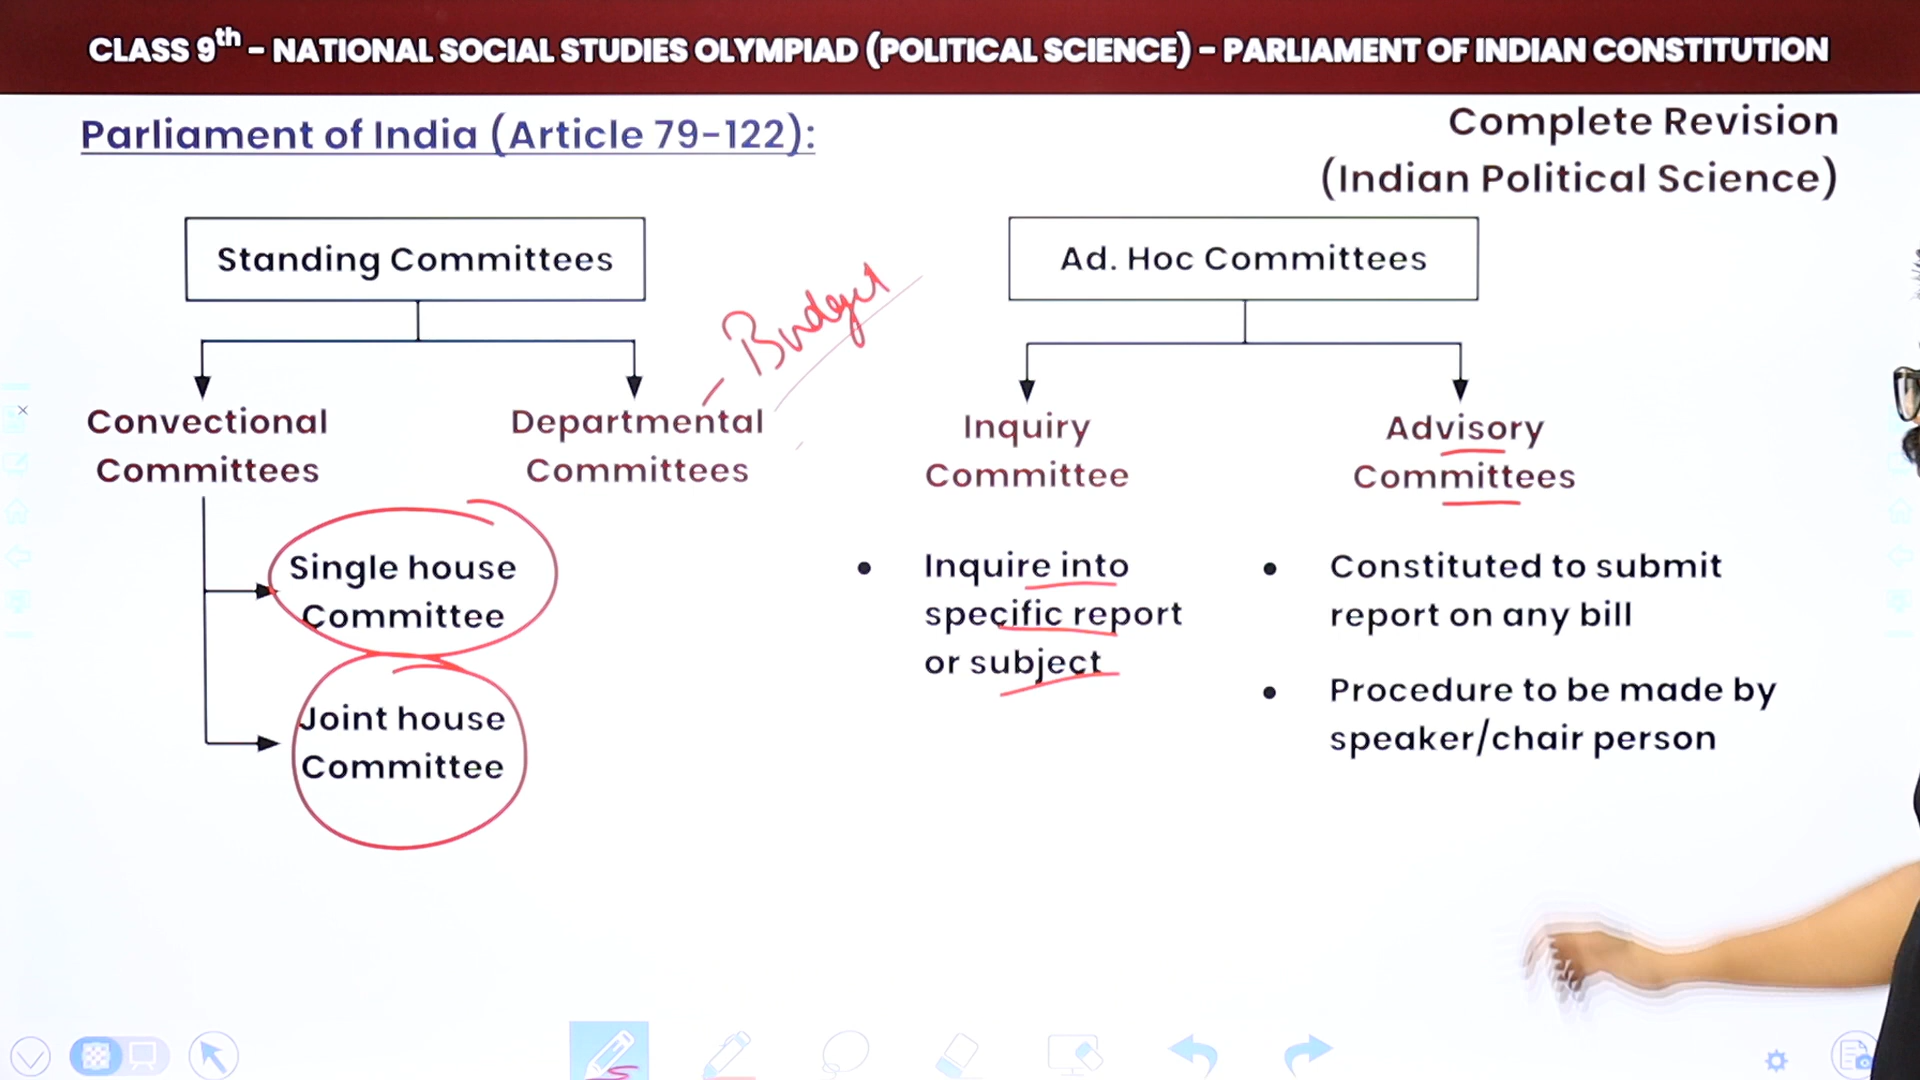 CLASS 9th - NATIONAL SOCIAL STUDIES OLYMPIAD (POLITICAL SCIENCE) - PARLIAMENT OF INDIAN CONSTITUTION
Parliament of India (Article 79-122):
Complete Revision
(Indian Political Science)
Standing Committees
Convectional
Committees
Departmental
Committees
- Budget
Single house
Committee
Joint house
Committee
Ad. Hoc Committees
Inquiry
Committee
• Inquire into
specific report
or subject
Advisory
Committees
• Constituted to submit
report on any bill
• Procedure to be made by
speaker/chair person